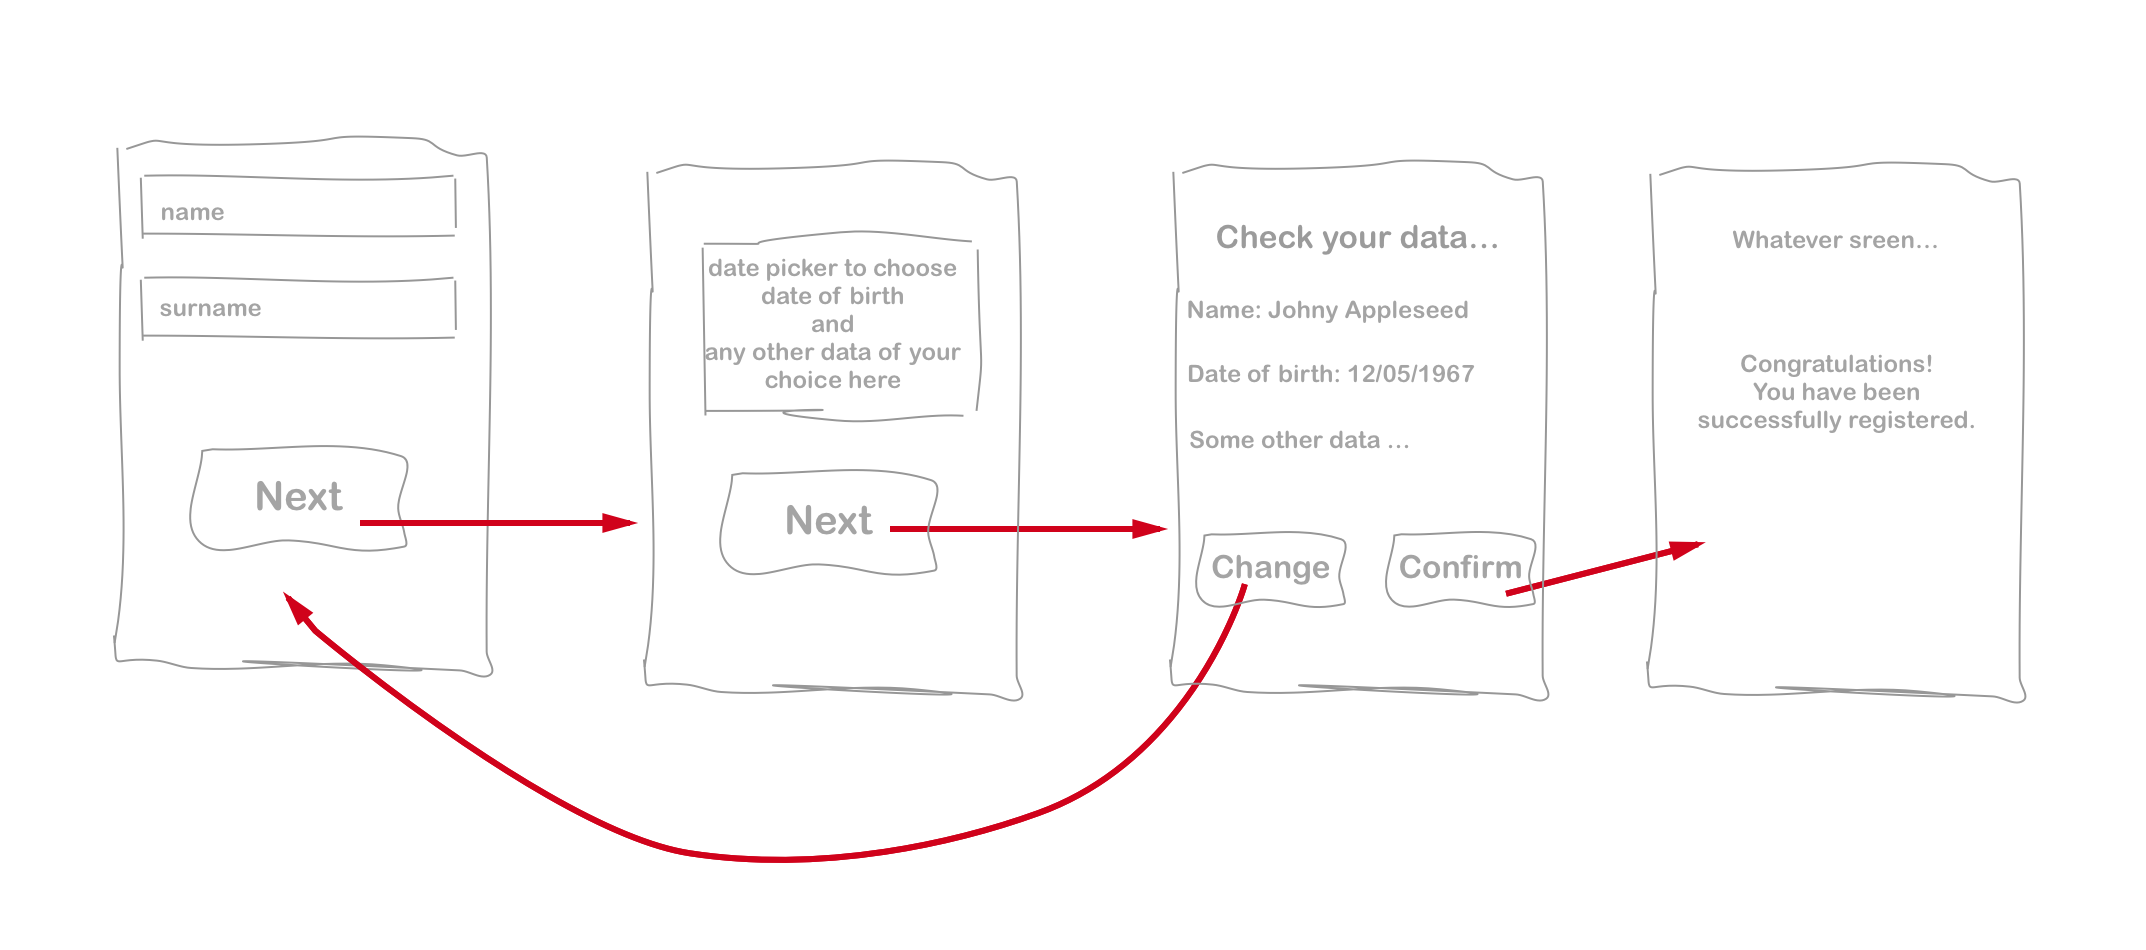 name
surname
Next
date picker to choose
date of birth
and
any other data of your
choice here
Next
Check your data...
Name: Johny Appleseed
Date of birth: 12/05/1967
Some other data ...
Change
Confirm
Whatever sreen...
Congratulations!
You have been
successfully registered.